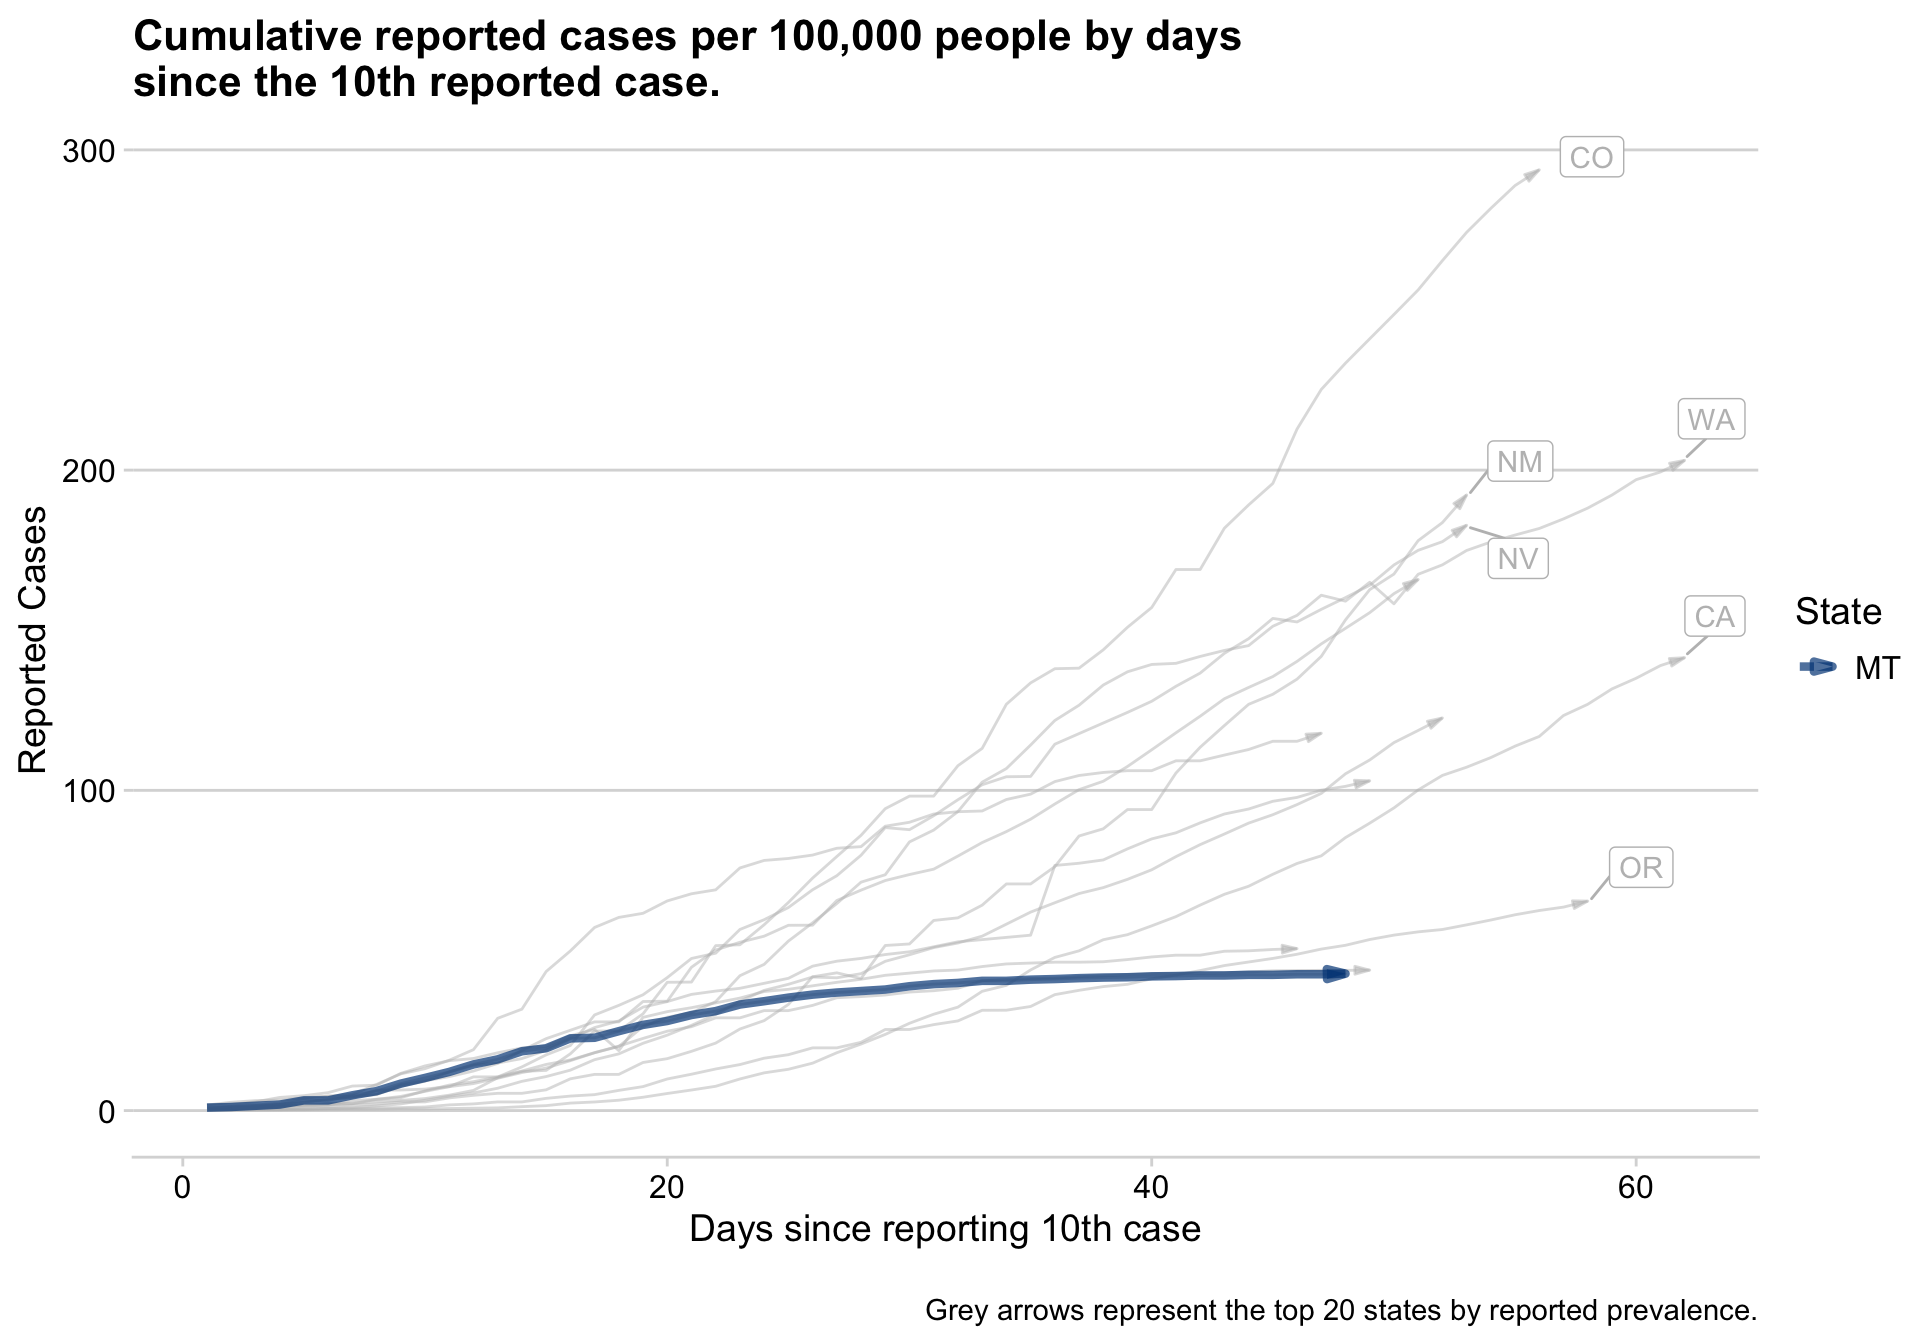 Cumulative reported cases per 100,000 people by days
since the 10th reported case.
300
CO
WA
NM
200
NV
CA
Reported Cases
State
MT
100
OR
0
0 20 40 60
Days since reporting 10th case
Grey arrows represent the top 20 states by reported prevalence.